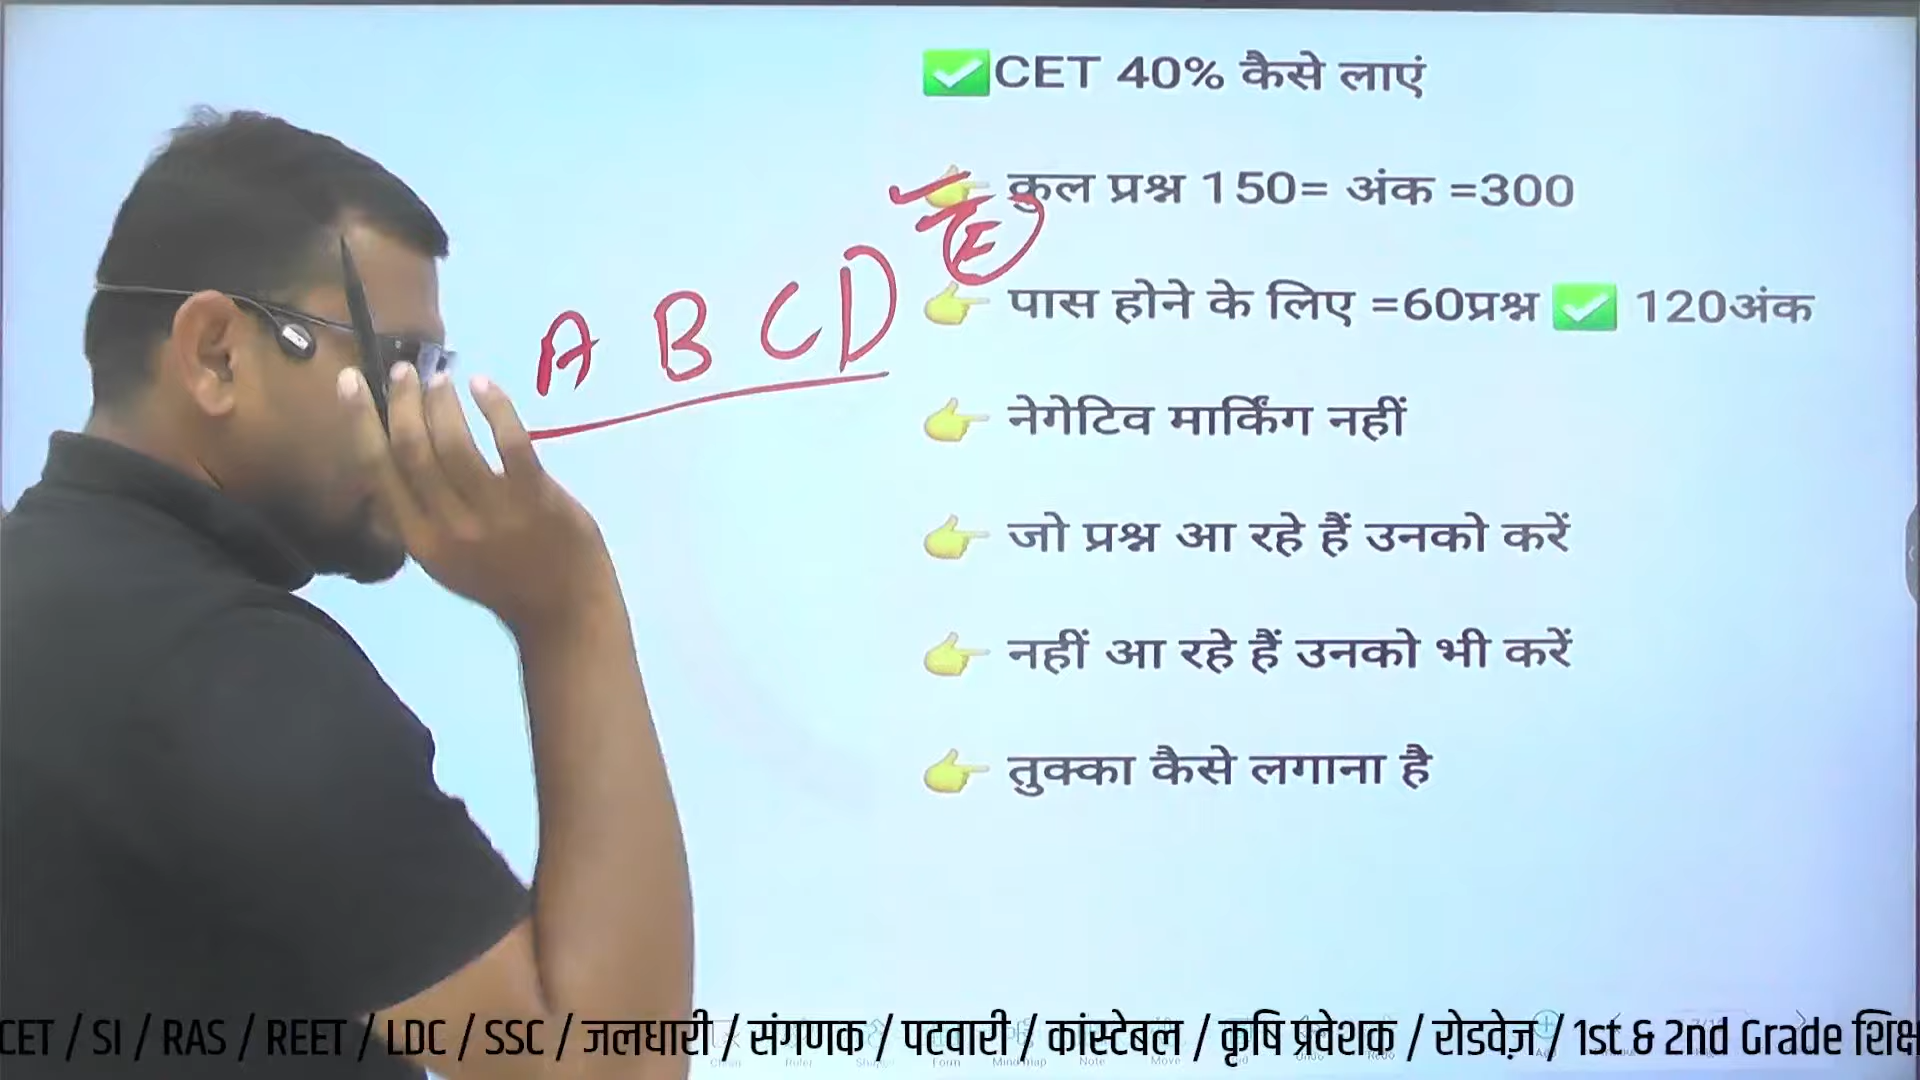 ✅CET 40% कैसे लाएं
👉 कुल प्रश्न 150= अंक =300
E
A B C D
👉 पास होने के लिए =60प्रश्न ✅ 120अंक
👉 नेगेटिव मार्किंग नहीं
👉 जो प्रश्न आ रहे हैं उनको करें
👉 नहीं आ रहे हैं उनको भी करें
👉 तुक्का कैसे लगाना है
CET / SI / RAS / REET / LDC / SSC / जलधारी / संगणक / पटवारी / कांस्टेबल / कृषि प्रवेशक / रोडवेज़ / 1st & 2nd Grade